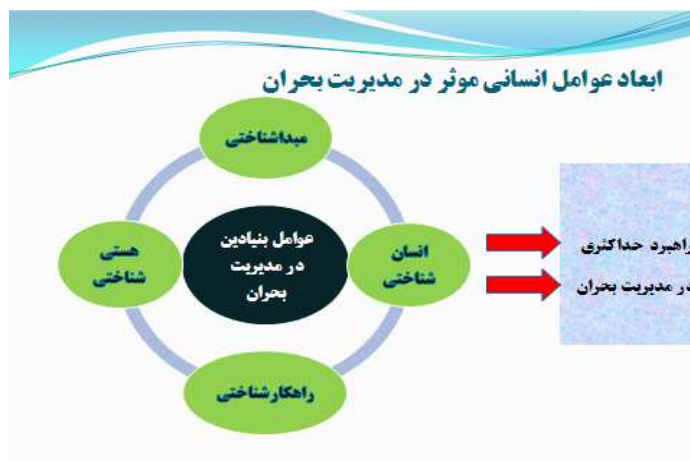 ابعاد عوامل انسانی موثر در مدیریت بحران
مبداشناختی
انسان
شناختی
عوامل بنیادین
در مدیریت
بحران
هستی
شناختی
راهکارشناختی
راهبرد حداکثری
در مدیریت بحران